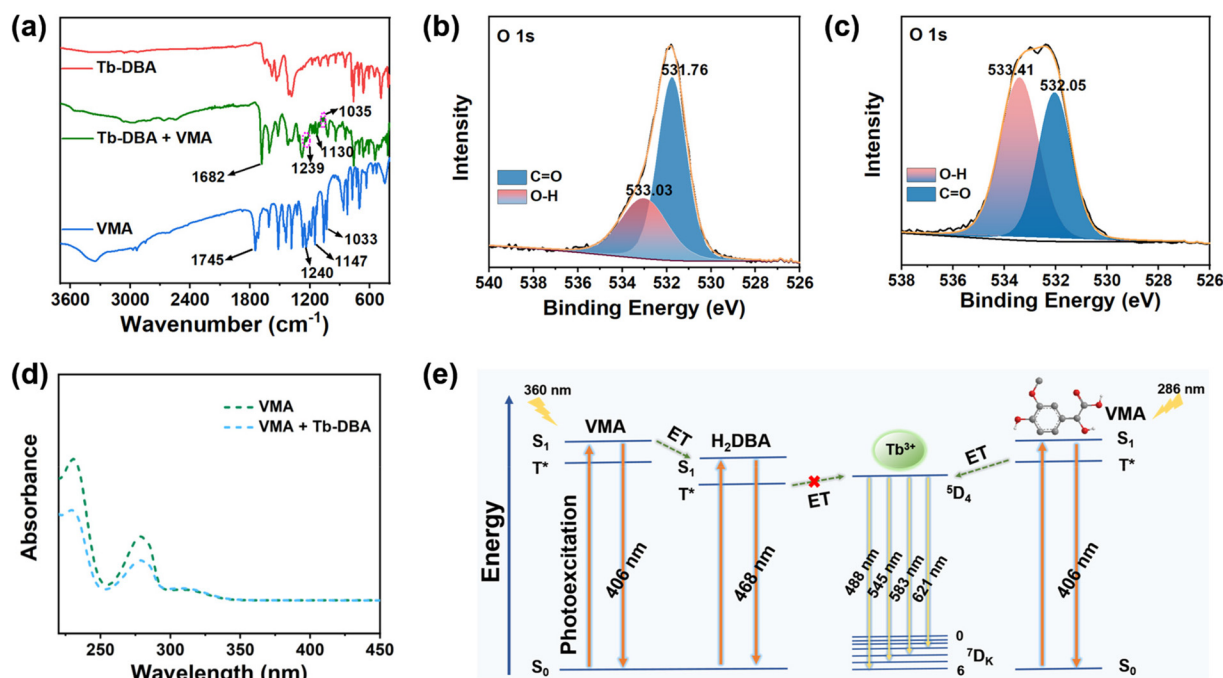 (a)
Tb-DBA
1035
Tb-DBA + VMA
1130
1239
1682
VMA
1033
1745
1147
1240
3700 3000 1800 1200 600
Wavenumber (cm⁻¹)
(b)
O 1s
531.76
Intensity
C=O
O-H
533.03
540 538 536 534 532 530 528 526
Binding Energy (eV)
(c)
O 1s
533.41
532.05
Intensity
O-H
C=O
538 536 534 532 530 528 526
Binding Energy (eV)
(d)
VMA
VMA + Tb-DBA
Absorbance
250 300 350 400 450
Wavelength (nm)
(e)
Energy
360 nm
VMA
S₁
T*
ET
H₂DBA
S₁
T*
ET
Photoexcitation
406 nm
468 nm
Tb³⁺
⁵D₄
488 nm
545 nm
583 nm
621 nm
0
⁷Dₖ
6
286 nm
VMA
S₁
T*
ET
406 nm
S₀
S₀